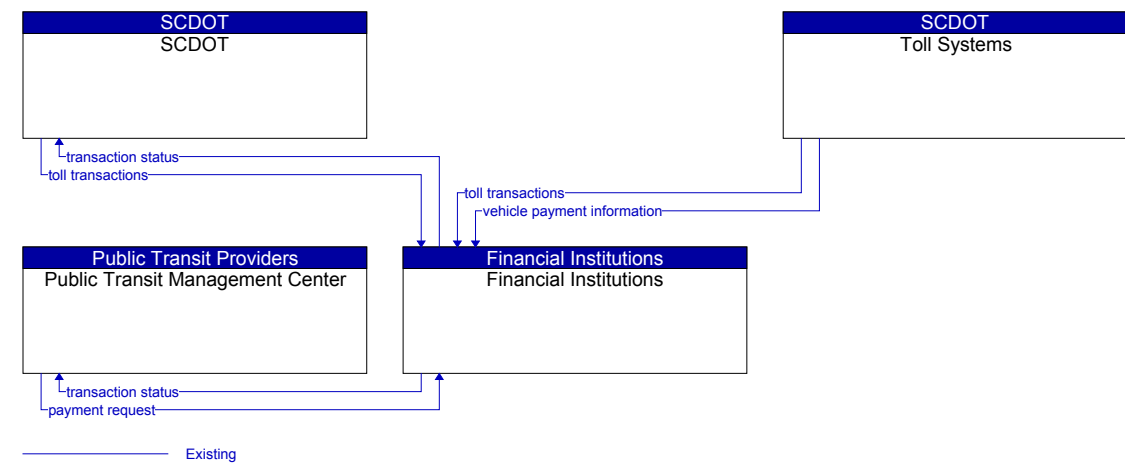 SCDOT
SCDOT
SCDOT
Toll Systems
transaction status
toll transactions
toll transactions
vehicle payment information
Public Transit Providers
Public Transit Management Center
Financial Institutions
Financial Institutions
transaction status
payment request
Existing